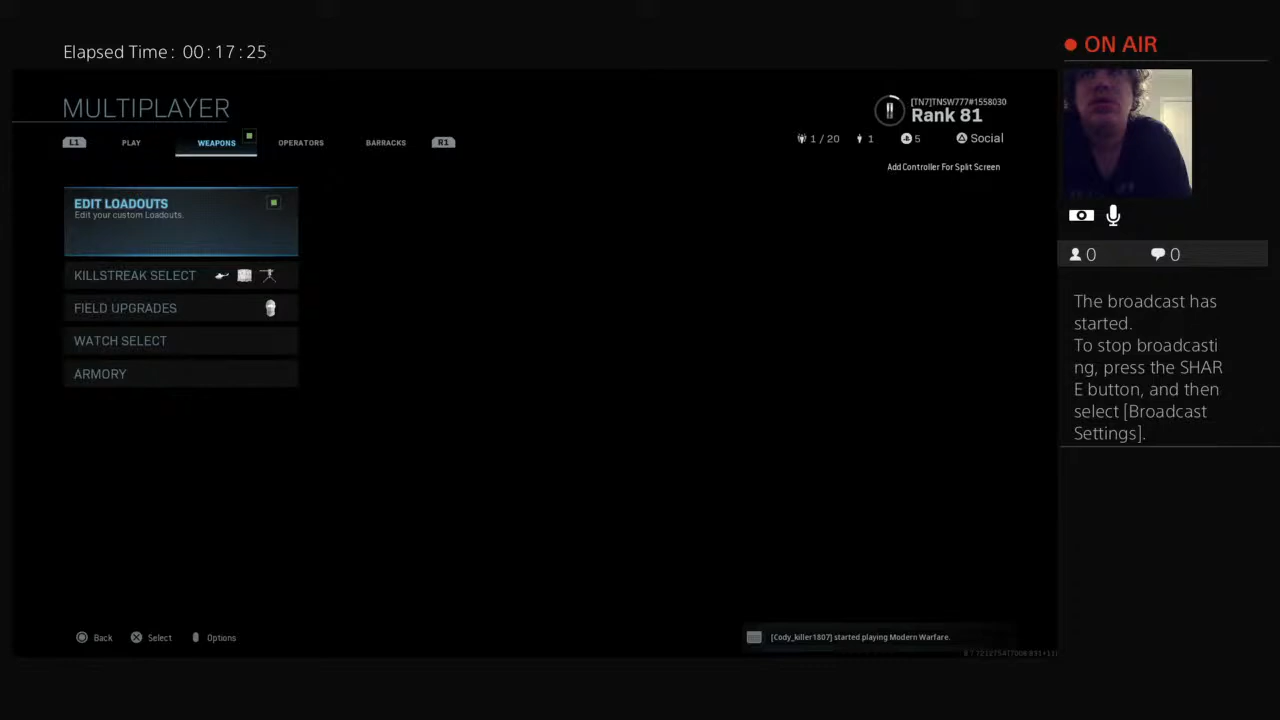 Elapsed Time: 00:17:25
ON AIR
MULTIPLAYER
[TN7]TNSW777#1558030
Rank 81
L1 PLAY WEAPONS OPERATORS BARRACKS R1
1 / 20 1 5 Social
Add Controller For Split Screen
EDIT LOADOUTS
Edit your custom Loadouts.
KILLSTREAK SELECT
FIELD UPGRADES
WATCH SELECT
ARMORY
0 0
The broadcast has
started.
To stop broadcasti
ng, press the SHAR
E button, and then
select [Broadcast
Settings].
Back Select Options
[Cody_killer1807] started playing Modern Warfare.